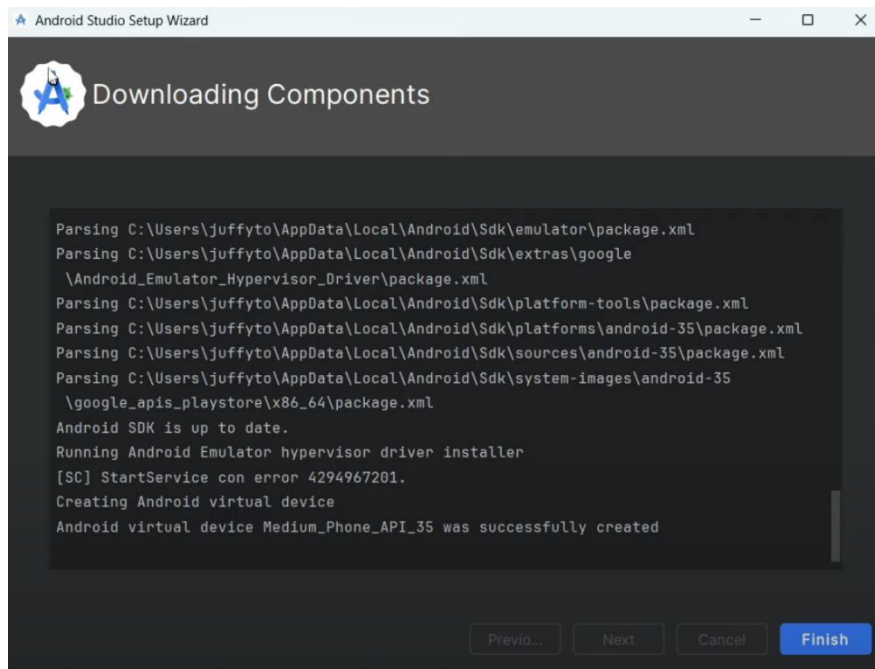 Android Studio Setup Wizard
Downloading Components
Parsing C:\Users\juffyto\AppData\Local\Android\Sdk\emulator\package.xml
Parsing C:\Users\juffyto\AppData\Local\Android\Sdk\extras\google
\Android_Emulator_Hypervisor_Driver\package.xml
Parsing C:\Users\juffyto\AppData\Local\Android\Sdk\platform-tools\package.xml
Parsing C:\Users\juffyto\AppData\Local\Android\Sdk\platforms\android-35\package.xml
Parsing C:\Users\juffyto\AppData\Local\Android\Sdk\sources\android-35\package.xml
Parsing C:\Users\juffyto\AppData\Local\Android\Sdk\system-images\android-35
\google_apis_playstore\x86_64\package.xml
Android SDK is up to date.
Running Android Emulator hypervisor driver installer
[SC] StartService con error 4294967201.
Creating Android virtual device
Android virtual device Medium_Phone_API_35 was successfully created
Previo... Next Cancel Finish